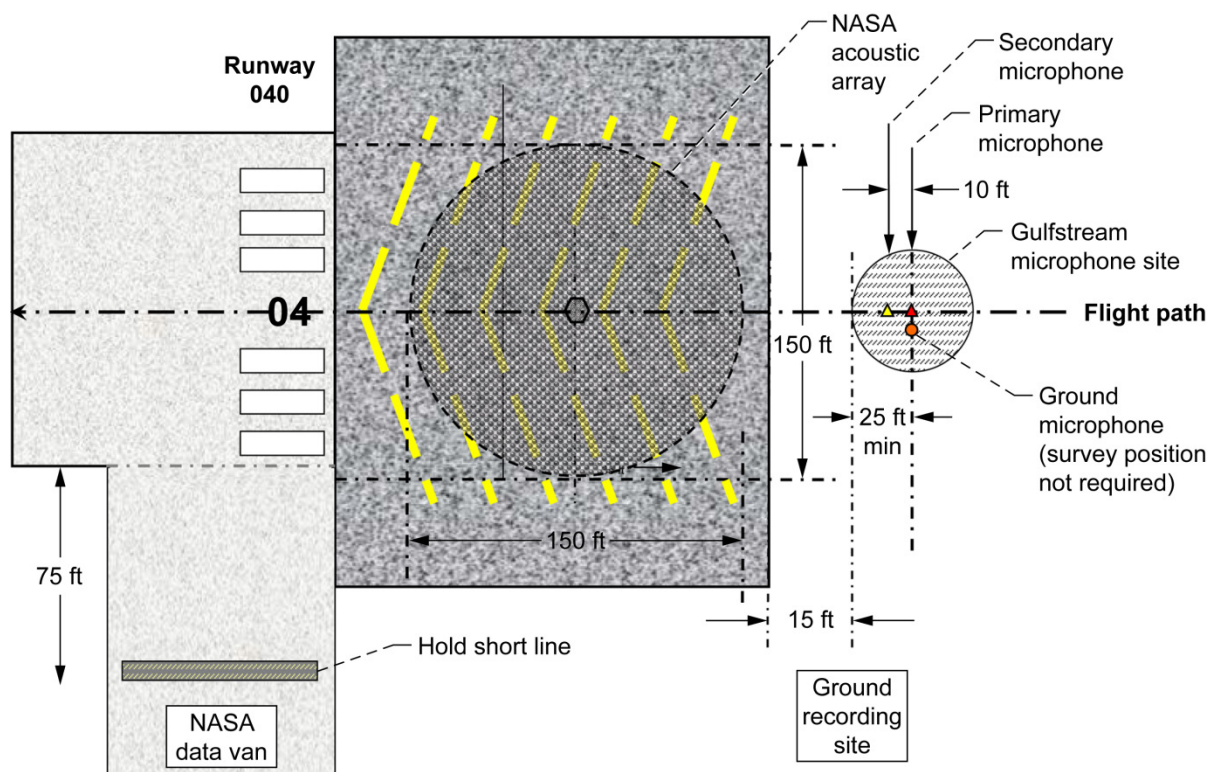 Runway
040
NASA
acoustic
array
Secondary
microphone
Primary
microphone
10 ft
Gulfstream
microphone site
04
Flight path
150 ft
25 ft
min
Ground
microphone
(survey position
not required)
150 ft
75 ft
15 ft
Hold short line
NASA
data van
Ground
recording
site